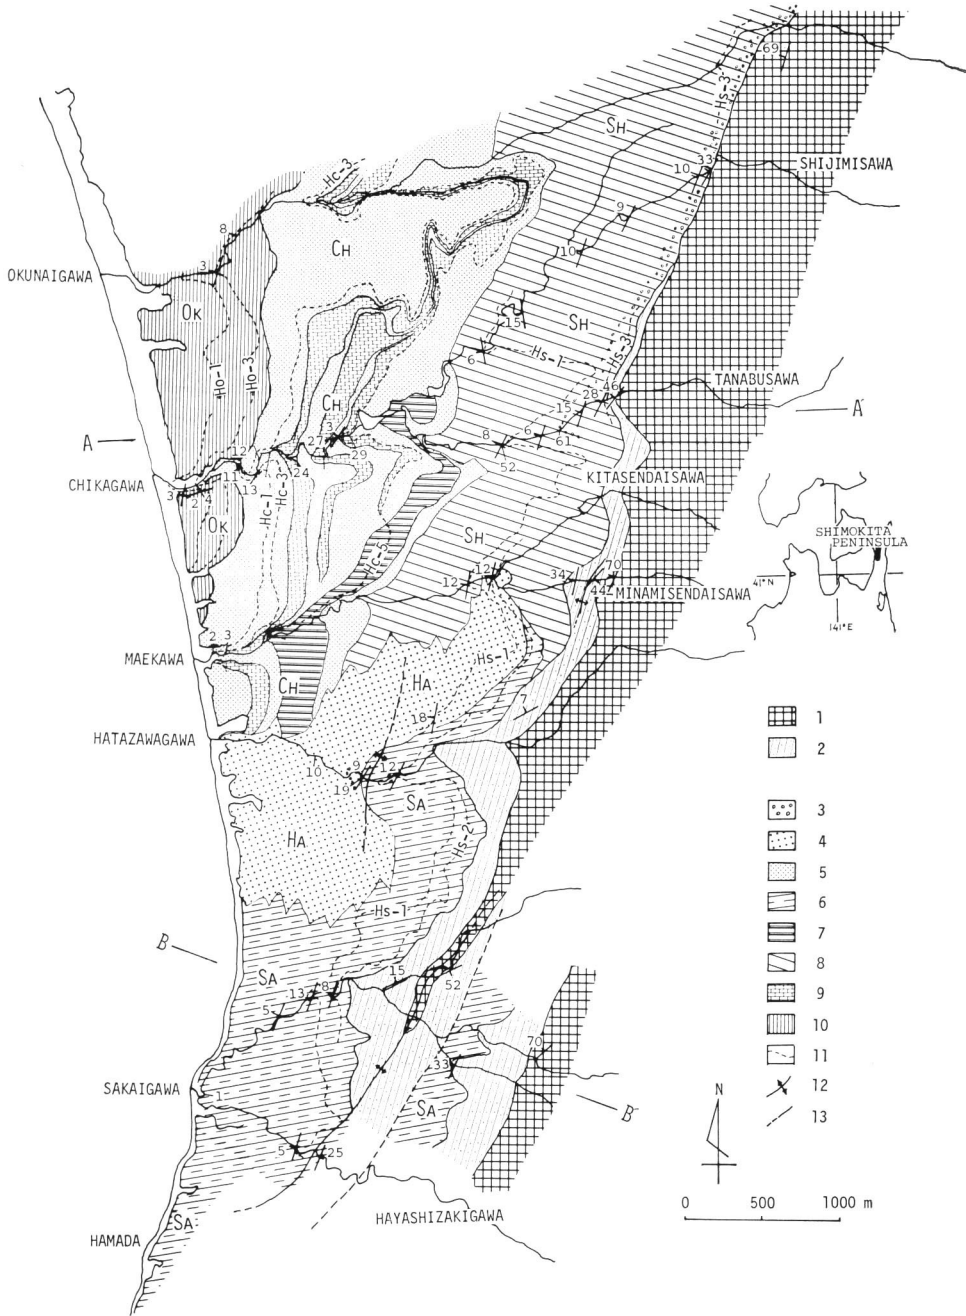 69
Hs-3
SH
33
10
SHIJIMISAWA
Hc-3
9
8
CH
10
3
OKUNAIGAWA
OK
SH
15
Ho-1
Ho-3
Hs-1
Hs-3
6
46
TANABUSAWA
28
15
CH
3
A
A'
27
8
6
61
12
29
52
24
11
13
CHIKAGAWA
KITASENDAISAWA
3
2
4
Hc-1
Hc-3
OK
SH
SHIMOKITA
PENINSULA
Hc-5
12
34
70
12
44
MINAMISENDAISAWA
41°N
141°E
2
3
MAEKAWA
Hs-1
CH
HA
7
18
1
HATAZAWAGAWA
2
9
12
10
19
SA
3
HA
Hs-2
4
5
6
Hs-1
7
B
8
SA
15
13
8
52
9
5
10
70
11
33
SAKAIGAWA
1
12
SA
B'
13
N
5
25
0 500 1000 m
HAYASHIZAKIGAWA
SA
HAMADA